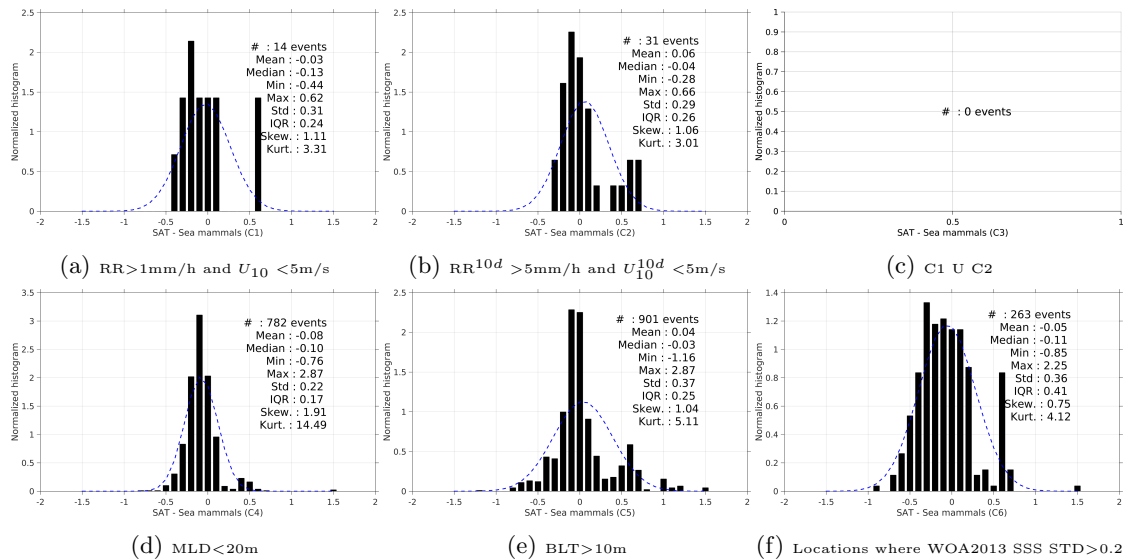 2.5
2
1.5
1
0.5
0
Normalized histogram
# : 14 events
Mean : -0.03
Median : -0.13
Min : -0.44
Max : 0.62
Std : 0.31
IQR : 0.24
Skew. : 1.11
Kurt. : 3.31
-2 -1.5 -1 -0.5 0 0.5 1 1.5 2
SAT - Sea mammals (C1)
(a) RR>1mm/h and U10 <5m/s
2.5
2
1.5
1
0.5
0
Normalized histogram
# : 31 events
Mean : 0.06
Median : -0.04
Min : -0.28
Max : 0.66
Std : 0.29
IQR : 0.26
Skew. : 1.06
Kurt. : 3.01
-2 -1.5 -1 -0.5 0 0.5 1 1.5 2
SAT - Sea mammals (C2)
(b) RR10d >5mm/h and U10 10d <5m/s
1
0.9
0.8
0.7
0.6
0.5
0.4
0.3
0.2
0.1
0
Normalized histogram
# : 0 events
0 0.5 1
SAT - Sea mammals (C3)
(c) C1 U C2
3.5
3
2.5
2
1.5
1
0.5
0
Normalized histogram
# : 782 events
Mean : -0.08
Median : -0.10
Min : -0.76
Max : 2.87
Std : 0.22
IQR : 0.17
Skew. : 1.91
Kurt. : 14.49
-2 -1.5 -1 -0.5 0 0.5 1 1.5 2
SAT - Sea mammals (C4)
(d) MLD<20m
2.5
2
1.5
1
0.5
0
Normalized histogram
# : 901 events
Mean : 0.04
Median : -0.03
Min : -1.16
Max : 2.87
Std : 0.37
IQR : 0.25
Skew. : 1.04
Kurt. : 5.11
-2 -1.5 -1 -0.5 0 0.5 1 1.5 2
SAT - Sea mammals (C5)
(e) BLT>10m
1.4
1.2
1
0.8
0.6
0.4
0.2
0
Normalized histogram
# : 263 events
Mean : -0.05
Median : -0.11
Min : -0.85
Max : 2.25
Std : 0.36
IQR : 0.41
Skew. : 0.75
Kurt. : 4.12
-2 -1.5 -1 -0.5 0 0.5 1 1.5 2
SAT - Sea mammals (C6)
(f) Locations where WOA2013 SSS STD>0.2